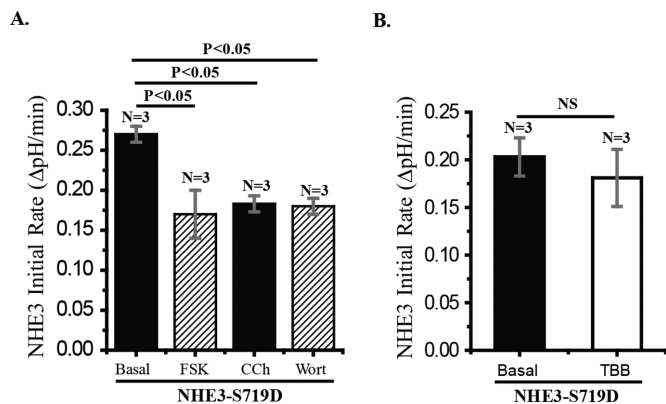 A.
P<0.05
P<0.05
P<0.05
NHE3 Initial Rate (ΔpH/min)
0.30
0.25
0.20
0.15
0.10
0.05
0.00
N=3
N=3
N=3
N=3
Basal
FSK
CCh
Wort
NHE3-S719D
B.
NS
NHE3 Initial Rate (ΔpH/min)
0.25
0.20
0.15
0.10
0.05
0.00
N=3
N=3
Basal
TBB
NHE3-S719D